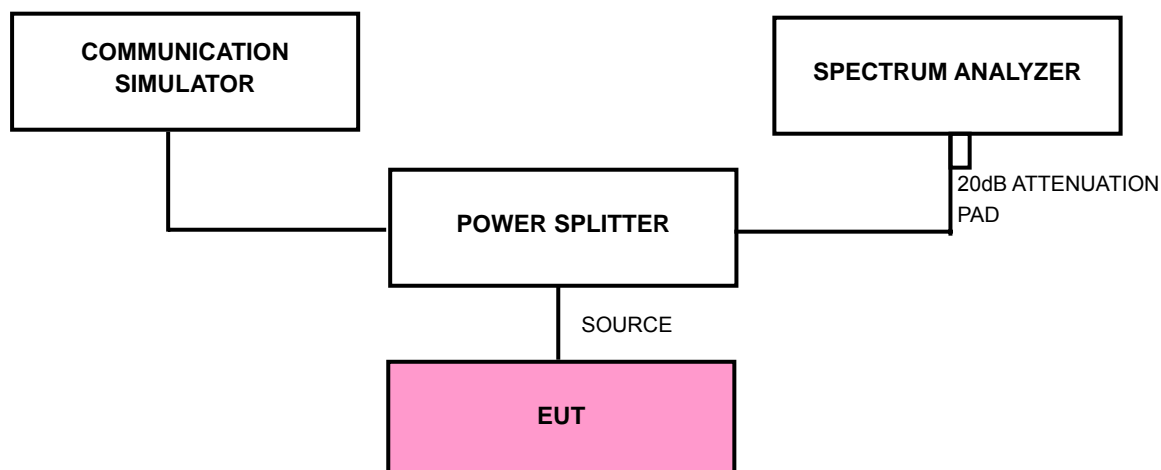 COMMUNICATION
SIMULATOR
SPECTRUM ANALYZER
20dB ATTENUATION
PAD
POWER SPLITTER
SOURCE
EUT